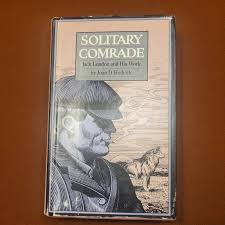 SOLITARY
COMRADE
Jack London and His Work
by Joan D. Hedrick